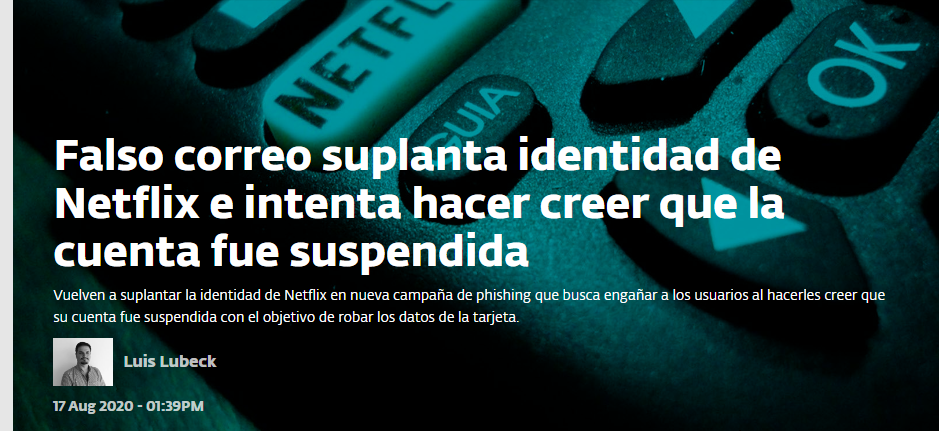 NETFL
GUIA
OK
Falso correo suplanta identidad de
Netflix e intenta hacer creer que la
cuenta fue suspendida
Vuelven a suplantar la identidad de Netflix en nueva campaña de phishing que busca engañar a los usuarios al hacerles creer que
su cuenta fue suspendida con el objetivo de robar los datos de la tarjeta.
Luis Lubeck
17 Aug 2020 - 01:39PM